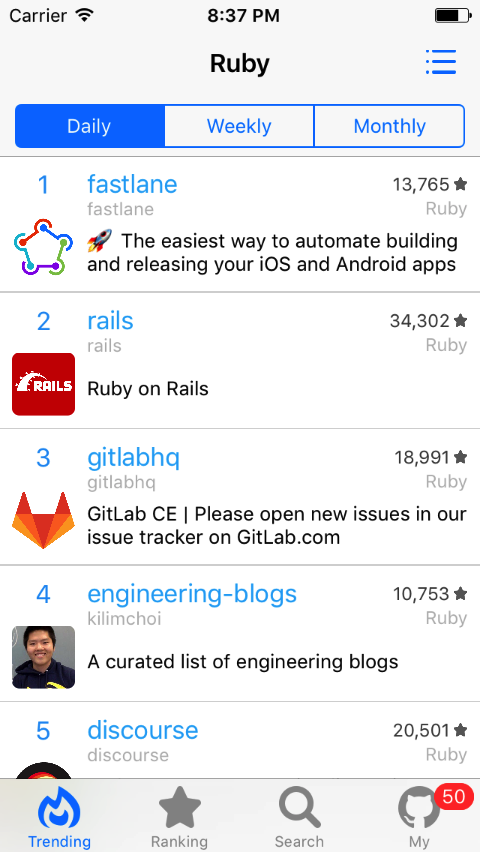 Carrier 8:37 PM
Ruby
Daily Weekly Monthly
1 fastlane 13,765
fastlane Ruby
🚀 The easiest way to automate building
and releasing your iOS and Android apps
2 rails 34,302
rails Ruby
RAILS
Ruby on Rails
3 gitlabhq 18,991
gitlabhq Ruby
GitLab CE | Please open new issues in our
issue tracker on GitLab.com
4 engineering-blogs 10,753
kilimchoi Ruby
A curated list of engineering blogs
5 discourse 20,501
discourse Ruby
50
Trending Ranking Search My